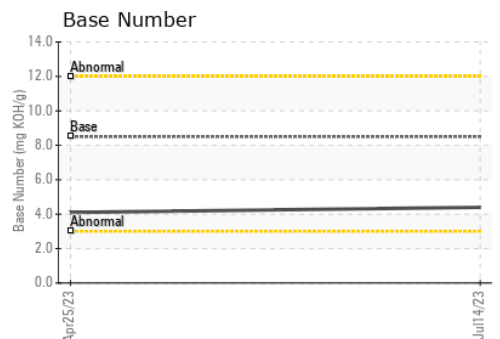 Base Number
14.0
Abnormal
12.0
10.0
Base
8.0
6.0
4.0
Abnormal
2.0
0.0
Base Number (mg KOH/g)
Apr25/23
Jul14/23